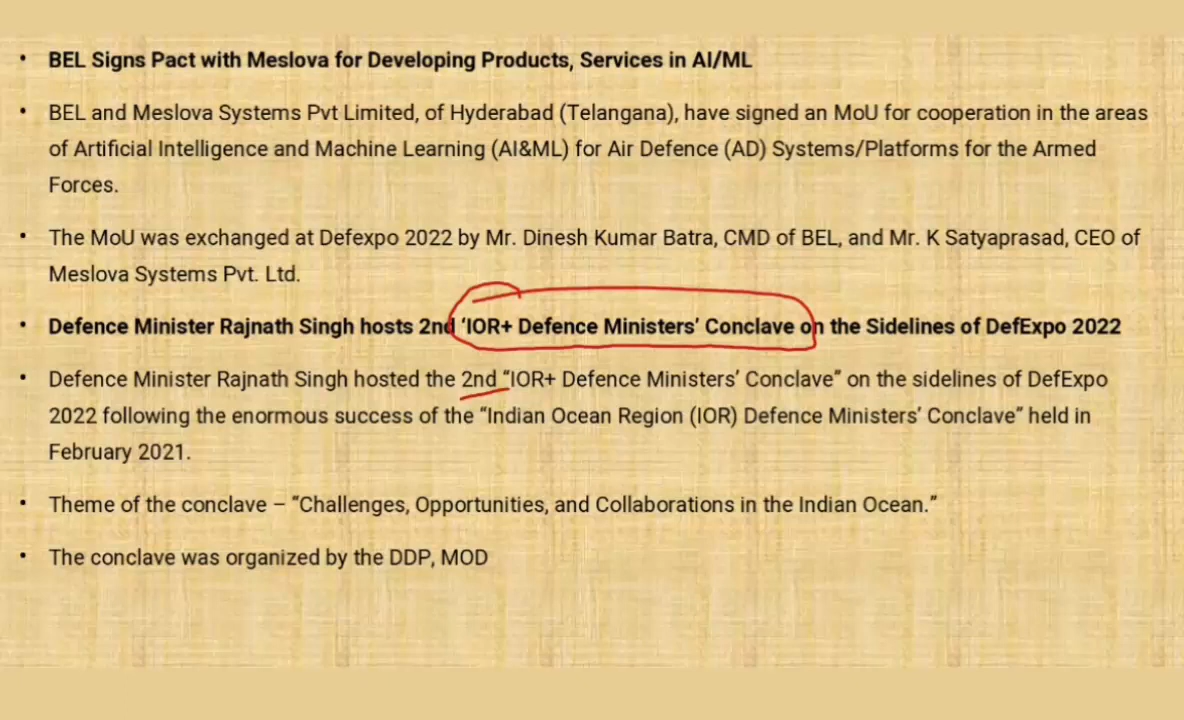 • BEL Signs Pact with Meslova for Developing Products, Services in AI/ML
• BEL and Meslova Systems Pvt Limited, of Hyderabad (Telangana), have signed an MoU for cooperation in the areas
of Artificial Intelligence and Machine Learning (AI&ML) for Air Defence (AD) Systems/Platforms for the Armed
Forces.
• The MoU was exchanged at Defexpo 2022 by Mr. Dinesh Kumar Batra, CMD of BEL, and Mr. K Satyaprasad, CEO of
Meslova Systems Pvt. Ltd.
• Defence Minister Rajnath Singh hosts 2nd ‘IOR+ Defence Ministers’ Conclave on the Sidelines of DefExpo 2022
• Defence Minister Rajnath Singh hosted the 2nd “IOR+ Defence Ministers’ Conclave” on the sidelines of DefExpo
2022 following the enormous success of the “Indian Ocean Region (IOR) Defence Ministers’ Conclave” held in
February 2021.
• Theme of the conclave – “Challenges, Opportunities, and Collaborations in the Indian Ocean.”
• The conclave was organized by the DDP, MOD